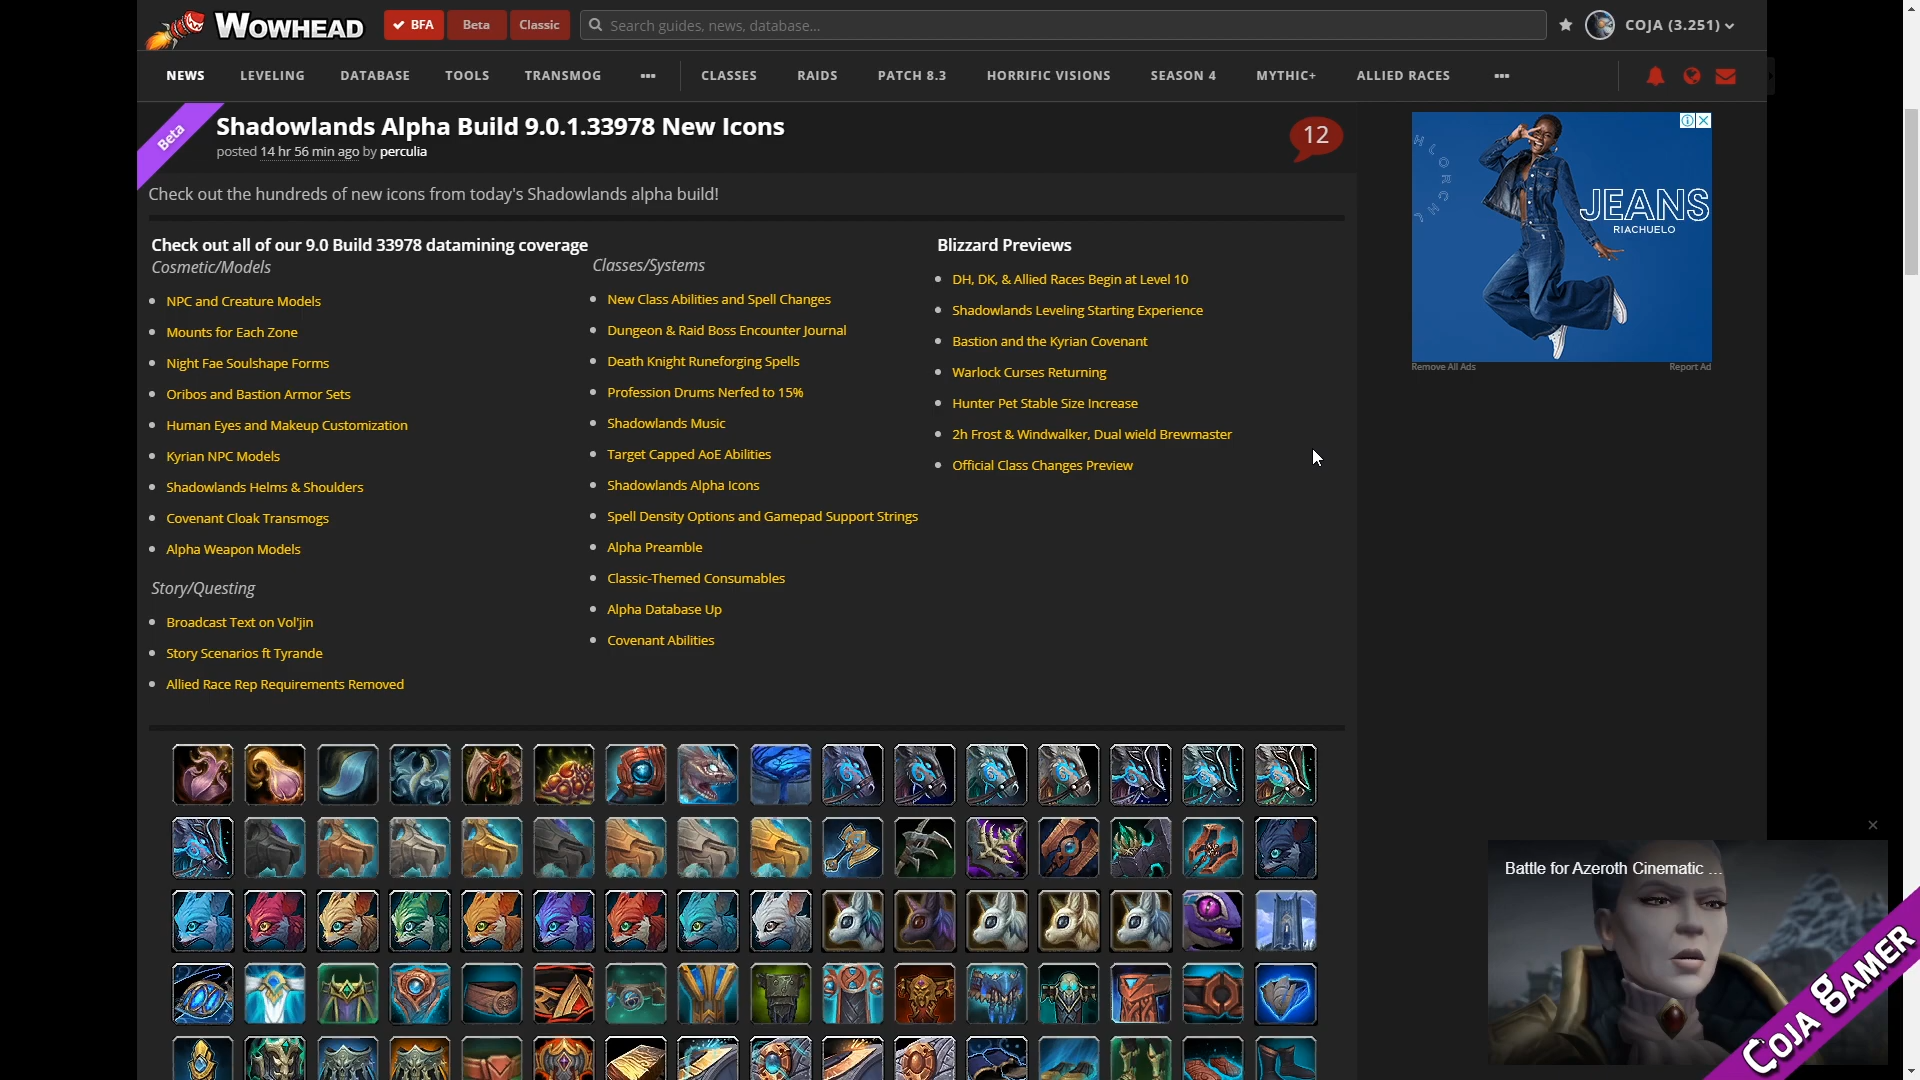 WOWHEAD
BFA
Beta
Classic
Search guides, news, database...
COJA (3.251)
NEWS
LEVELING
DATABASE
TOOLS
TRANSMOG
CLASSES
RAIDS
PATCH 8.3
HORRIFIC VISIONS
SEASON 4
MYTHIC+
ALLIED RACES
Beta
Shadowlands Alpha Build 9.0.1.33978 New Icons
posted 14 hr 56 min ago by perculia
12
Check out the hundreds of new icons from today's Shadowlands alpha build!
Check out all of our 9.0 Build 33978 datamining coverage
Cosmetic/Models
NPC and Creature Models
Mounts for Each Zone
Night Fae Soulshape Forms
Oribos and Bastion Armor Sets
Human Eyes and Makeup Customization
Kyrian NPC Models
Shadowlands Helms & Shoulders
Covenant Cloak Transmogs
Alpha Weapon Models
Story/Questing
Broadcast Text on Vol'jin
Story Scenarios ft Tyrande
Allied Race Rep Requirements Removed
Classes/Systems
New Class Abilities and Spell Changes
Dungeon & Raid Boss Encounter Journal
Death Knight Runeforging Spells
Profession Drums Nerfed to 15%
Shadowlands Music
Target Capped AoE Abilities
Shadowlands Alpha Icons
Spell Density Options and Gamepad Support Strings
Alpha Preamble
Classic-Themed Consumables
Alpha Database Up
Covenant Abilities
Blizzard Previews
DH, DK, & Allied Races Begin at Level 10
Shadowlands Leveling Starting Experience
Bastion and the Kyrian Covenant
Warlock Curses Returning
Hunter Pet Stable Size Increase
2h Frost & Windwalker, Dual wield Brewmaster
Official Class Changes Preview
JEANS
RIACHUELO
Remove All Ads
Report Ad
Battle for Azeroth Cinematic ...
COJA GAMER